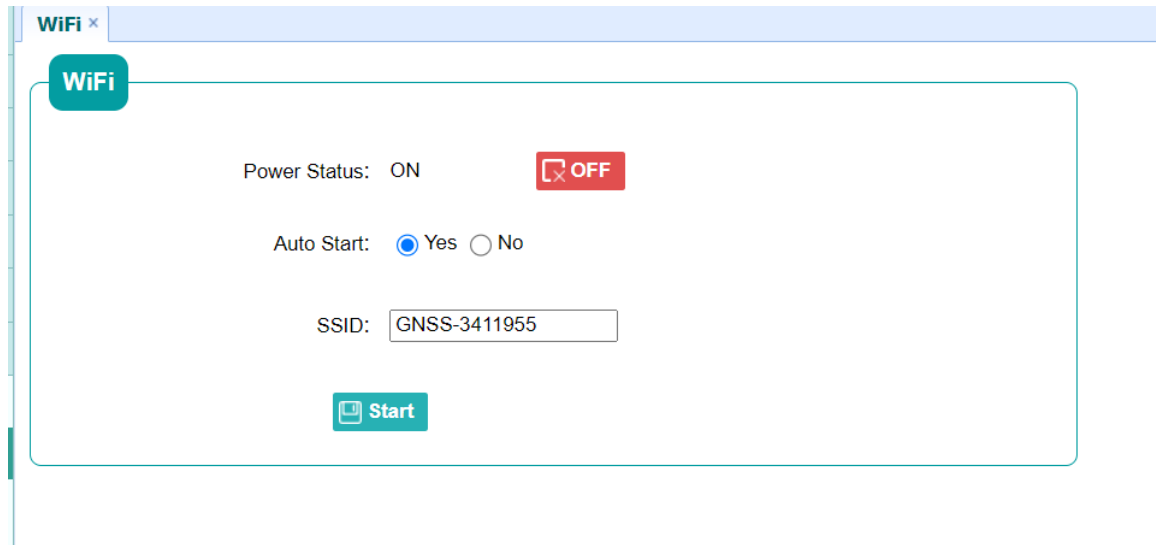 WiFi ×
WiFi
Power Status: ON OFF
Auto Start: Yes No
SSID: GNSS-3411955
Start